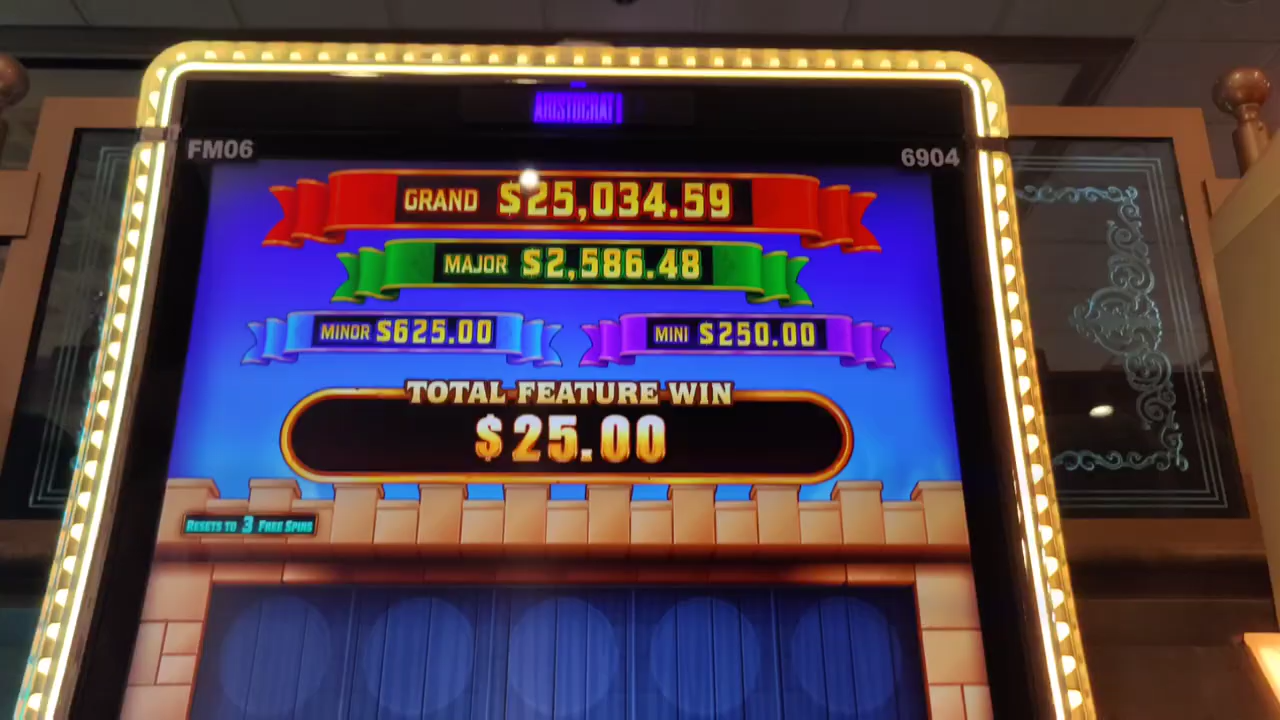 ARISTOCRAT
FM06
6904
GRAND $25,034.59
MAJOR $2,586.48
MINOR $625.00
MINI $250.00
TOTAL FEATURE WIN
$25.00
RESETS TO 3 FREE SPINS